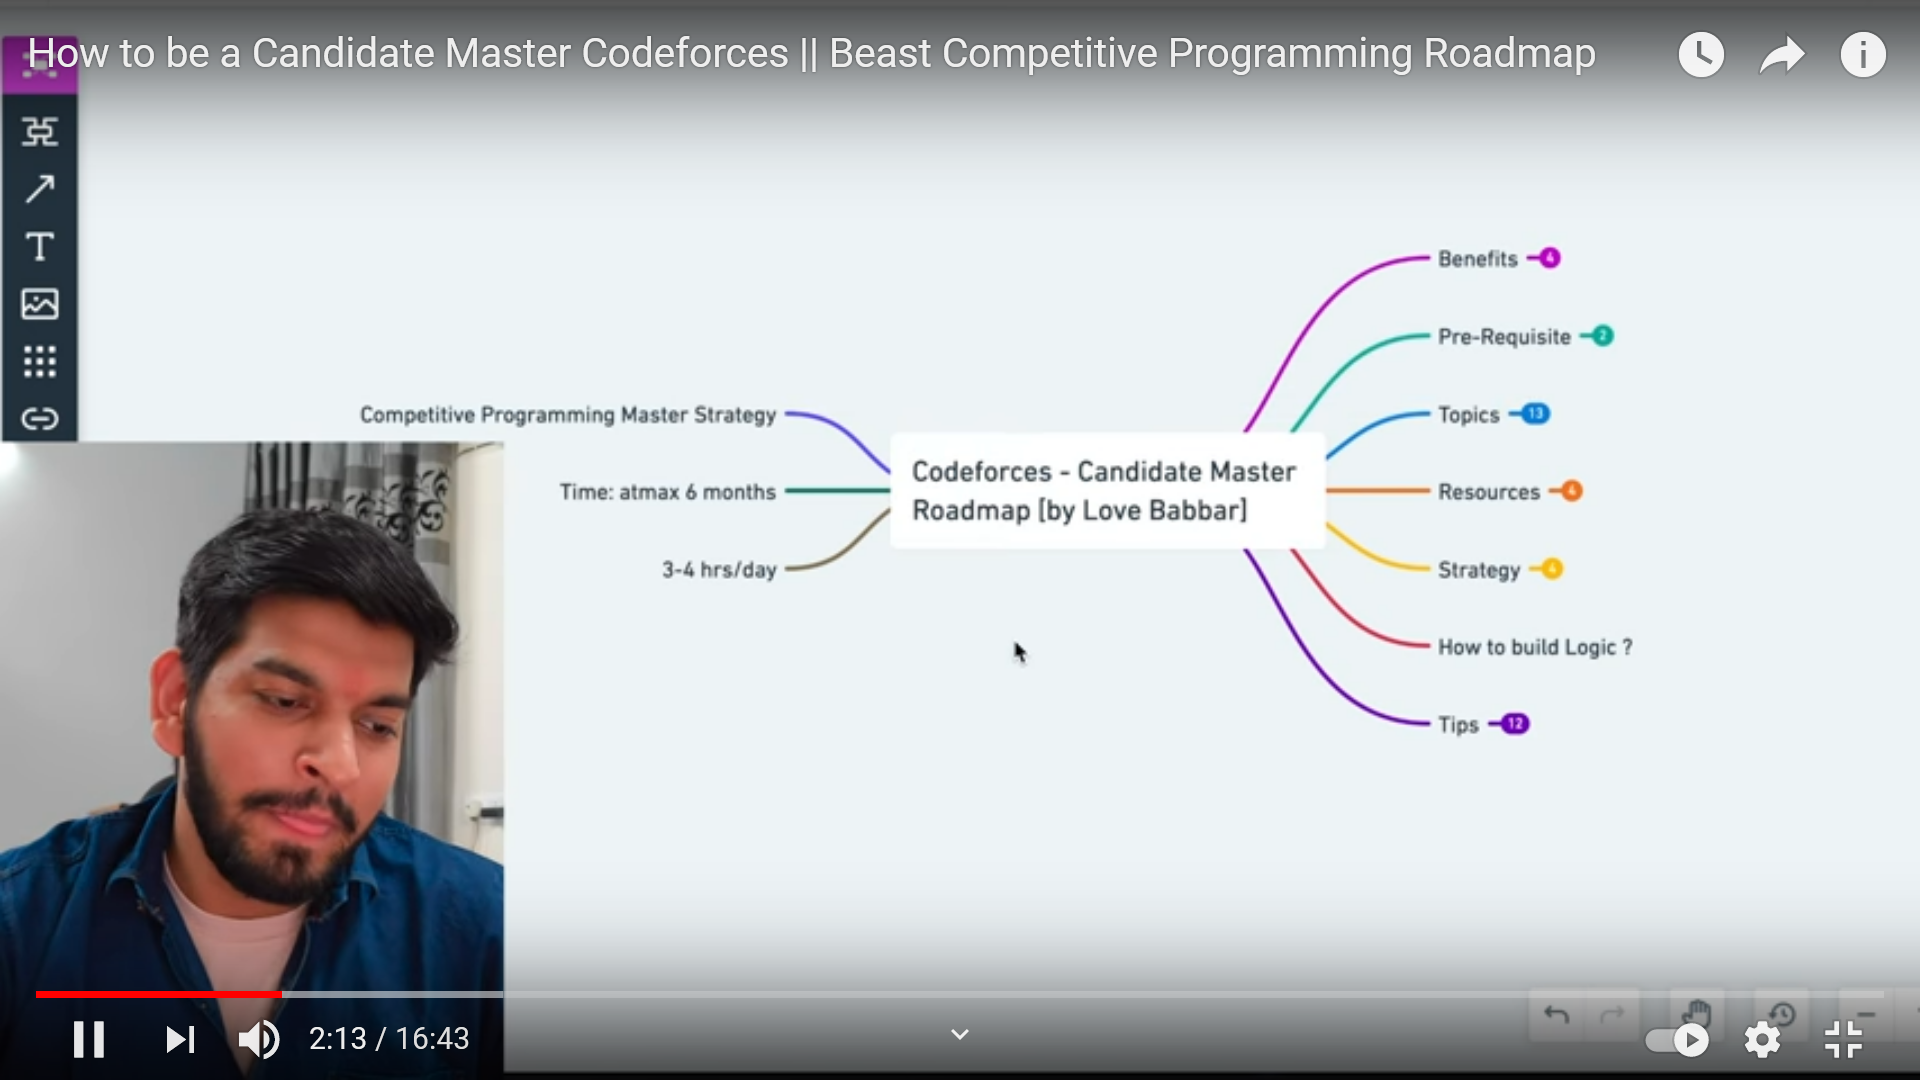 How to be a Candidate Master Codeforces || Beast Competitive Programming Roadmap
T
Competitive Programming Master Strategy
Time: atmax 6 months
3-4 hrs/day
Codeforces - Candidate Master
Roadmap [by Love Babbar]
Benefits 4
Pre-Requisite 2
Topics 13
Resources 4
Strategy 4
How to build Logic ?
Tips 12
2:13 / 16:43